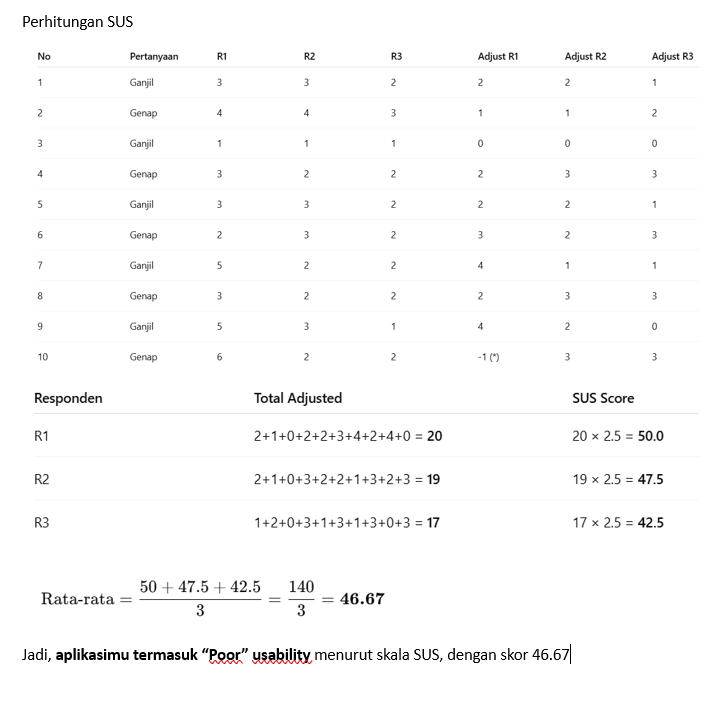 Perhitungan SUS
No Pertanyaan R1 R2 R3 Adjust R1 Adjust R2 Adjust R3
1 Ganjil 3 3 2 2 2 1
2 Genap 4 4 3 1 1 2
3 Ganjil 1 1 1 0 0 0
4 Genap 3 2 2 2 3 3
5 Ganjil 3 3 2 2 2 1
6 Genap 2 3 2 3 2 3
7 Ganjil 5 2 2 4 1 1
8 Genap 3 2 2 2 3 3
9 Ganjil 5 3 1 4 2 0
10 Genap 6 2 2 -1 (*) 3 3
Responden Total Adjusted SUS Score
R1 2+1+0+2+2+3+4+2+4+0 = 20 20 × 2.5 = 50.0
R2 2+1+0+3+2+2+1+3+2+3 = 19 19 × 2.5 = 47.5
R3 1+2+0+3+1+3+1+3+0+3 = 17 17 × 2.5 = 42.5
Rata-rata = 50 + 47.5 + 42.5 / 3 = 140 / 3 = 46.67
Jadi, aplikasimu termasuk “Poor” usability menurut skala SUS, dengan skor 46.67